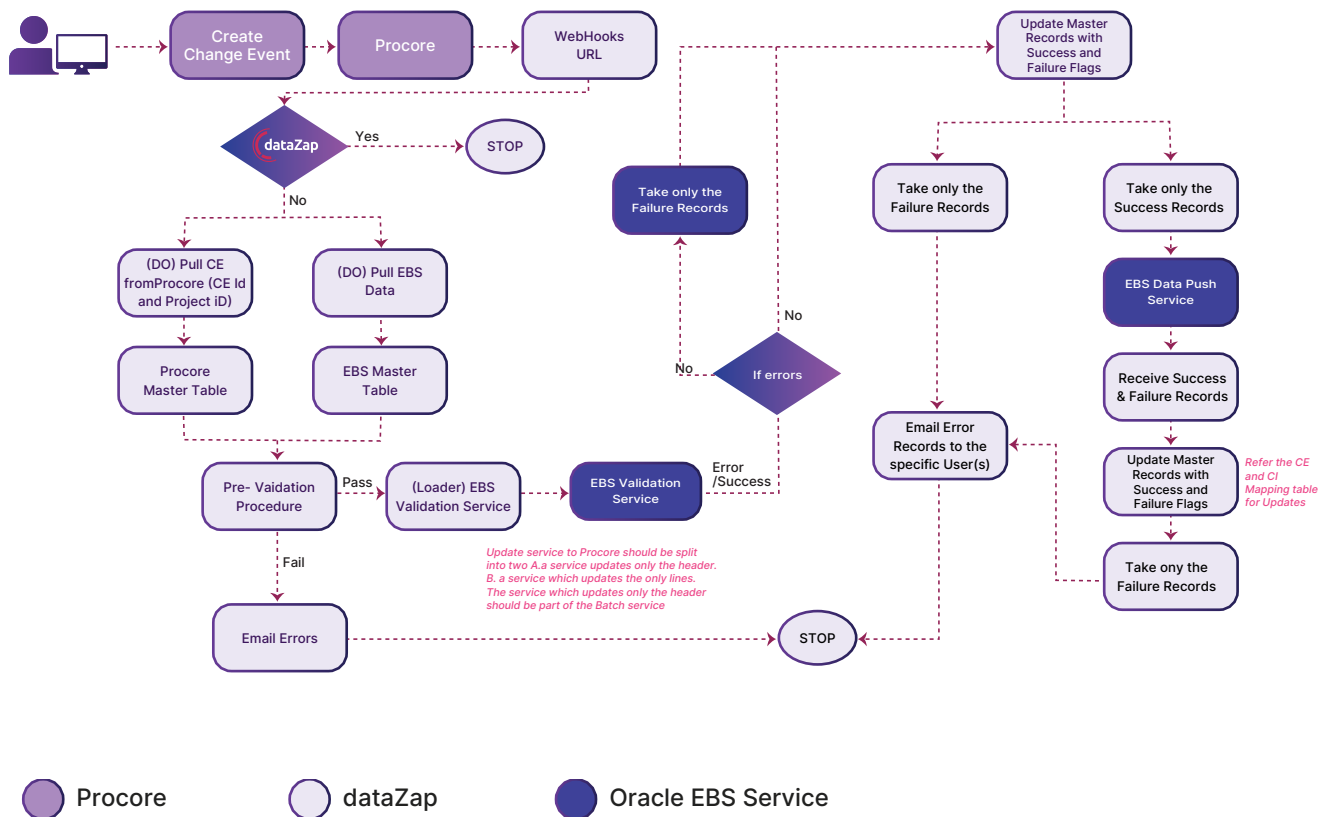 Create
Change Event
Procore
WebHooks
URL
Update Master
Records with
Success and
Failure Flags
dataZap
Yes
STOP
No
Take only the
Failure Records
Take only the
Failure Records
Take only the
Success Records
(DO) Pull CE
fromProcore (CE Id
and Project iD)
(DO) Pull EBS
Data
EBS Data Push
Service
No
Procore
Master Table
EBS Master
Table
No
If errors
Receive Success
& Failure Records
Email Error
Records to the
specific User(s)
Pre- Vaidation
Procedure
Pass
(Loader) EBS
Validation Service
EBS Validation
Service
Error
/Success
Update Master
Records with
Success and
Failure Flags
Refer the CE
and CI
Mapping table
for Updates
Fail
Update service to Procore should be split
into two A.a service updates only the header.
B. a service which updates the only lines.
The service which updates only the header
should be part of the Batch service
Take ony the
Failure Records
Email Errors
STOP
Procore
dataZap
Oracle EBS Service